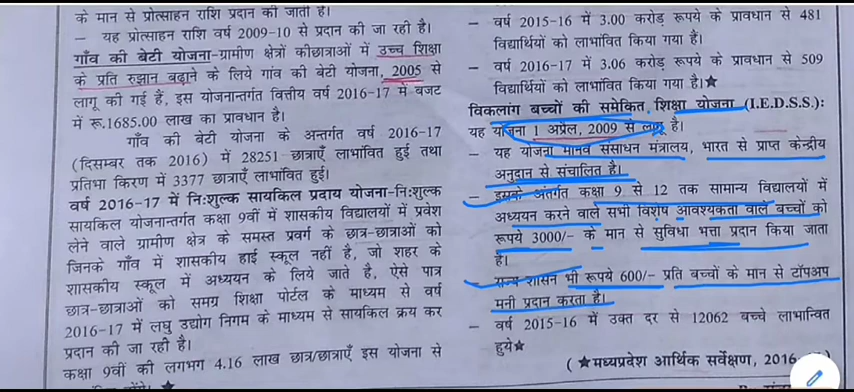 के मान से प्रोत्साहन राशि प्रदान की जाती है।
– यह प्रोत्साहन राशि वर्ष 2009-10 से प्रदान की जा रही है।
गाँव की बेटी योजना-ग्रामीण क्षेत्रों कीछात्राओं में उच्च शिक्षा
के प्रति रुझान बढ़ाने के लिये गांव की बेटी योजना, 2005 से
लागू की गई हैं, इस योजनान्तर्गत वित्तीय वर्ष 2016-17 में बजट
में रू.1685.00 लाख का प्रावधान है।
गाँव की बेटी योजना के अन्तर्गत वर्ष 2016-17
(दिसम्बर तक 2016) में 28251 छात्राएँ लाभांवित हुई तथा
प्रतिभा किरण में 3377 छात्राएँ लाभांवित हुई।
वर्ष 2016-17 में नि:शुल्क सायकिल प्रदाय योजना-नि:शुल्क
सायकिल योजनान्तर्गत कक्षा 9वीं में शासकीय विद्यालयों में प्रवेश
लेने वाले ग्रामीण क्षेत्र के समस्त प्रवर्ग के छात्र-छात्राओं को
जिनके गाँव में शासकीय हाई स्कूल नहीं है, जो शहर के
शासकीय स्कूल में अध्ययन के लिये जाते है, ऐसे पात्र
छात्र-छात्राओं को समग्र शिक्षा पोर्टल के माध्यम से वर्ष
2016-17 में लघु उद्योग निगम के माध्यम से सायकिल क्रय कर
प्रदान की जा रही है।
कक्षा 9वीं की लगभग 4.16 लाख छात्र/छात्राएँ इस योजना से
– वर्ष 2015-16 में 3.00 करोड़ रूपये के प्रावधान से 481
विद्यार्थियों को लाभांवित किया गया हैं।
– वर्ष 2016-17 में 3.06 करोड़ रूपये के प्रावधान से 509
विद्यार्थियों को लाभांवित किया गया है।★
विकलांग बच्चों की समेकित शिक्षा योजना (I.E.D.S.S.):
यह योजना 1 अप्रेल, 2009 से लागू है।
– यह योजना मानव संसाधन मंत्रालय, भारत से प्राप्त केन्द्रीय
अनुदान से संचालित है।
– इसके अंतर्गत कक्षा 9 से 12 तक सामान्य विद्यालयों में
अध्ययन करने वाले सभी विशेष आवश्यकता वाले बच्चों को
रूपये 3000/- के मान से सुविधा भत्ता प्रदान किया जाता
है।
– राज्य शासन भी रूपये 600/- प्रति बच्चों के मान से टॉपअप
मनी प्रदान करता है।
– वर्ष 2015-16 में उक्त दर से 12062 बच्चे लाभान्वित
हुये★
(★मध्यप्रदेश आर्थिक सर्वेक्षण, 2016-